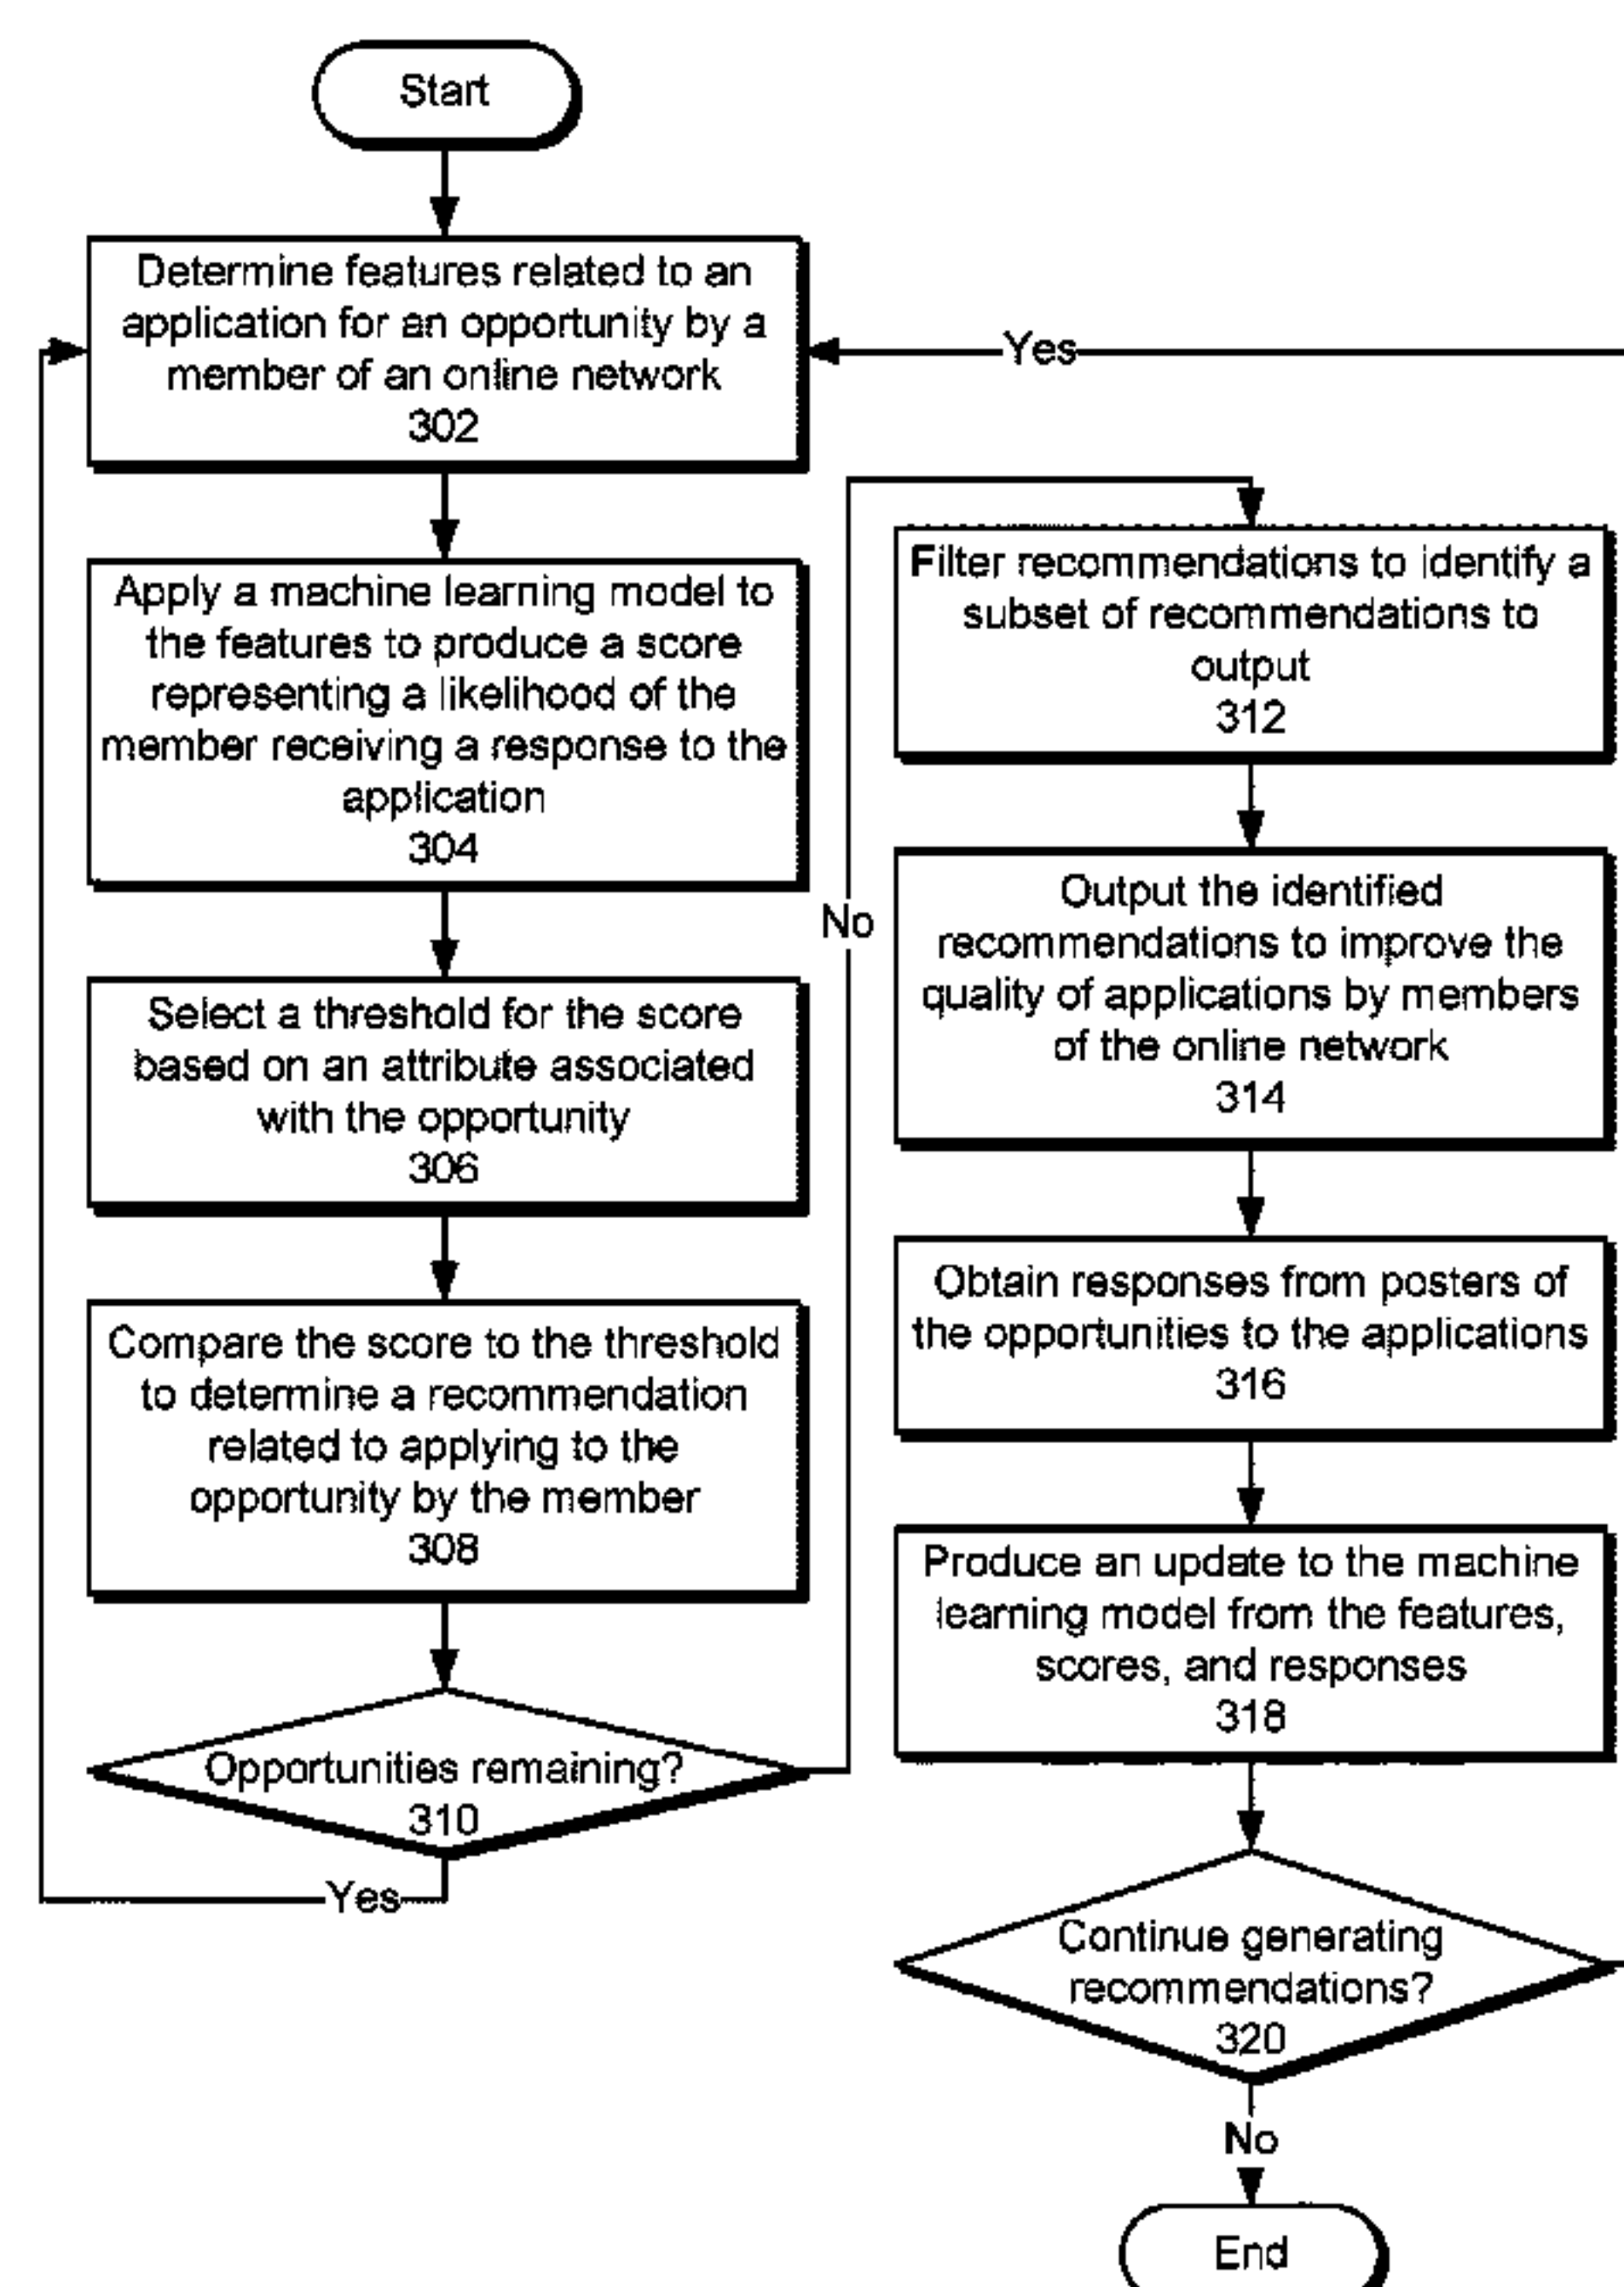 Start
Determine features related to an
application for an opportunity by a
member of an online network
302
Apply a machine learning model to
the features to produce a score
representing a likelihood of the
member receiving a response to the
application
304
Select a threshold for the score
based on an attribute associated
with the opportunity
306
Compare the score to the threshold
to determine a recommendation
related to applying to the
opportunity by the member
308
Opportunities remaining?
310
Yes
No
Yes
Filter recommendations to identify a
subset of recommendations to
output
312
Output the identified
recommendations to improve the
quality of applications by members
of the online network
314
Obtain responses from posters of
the opportunities to the applications
316
Produce an update to the machine
learning model from the features,
scores, and responses
318
Continue generating
recommendations?
320
No
End